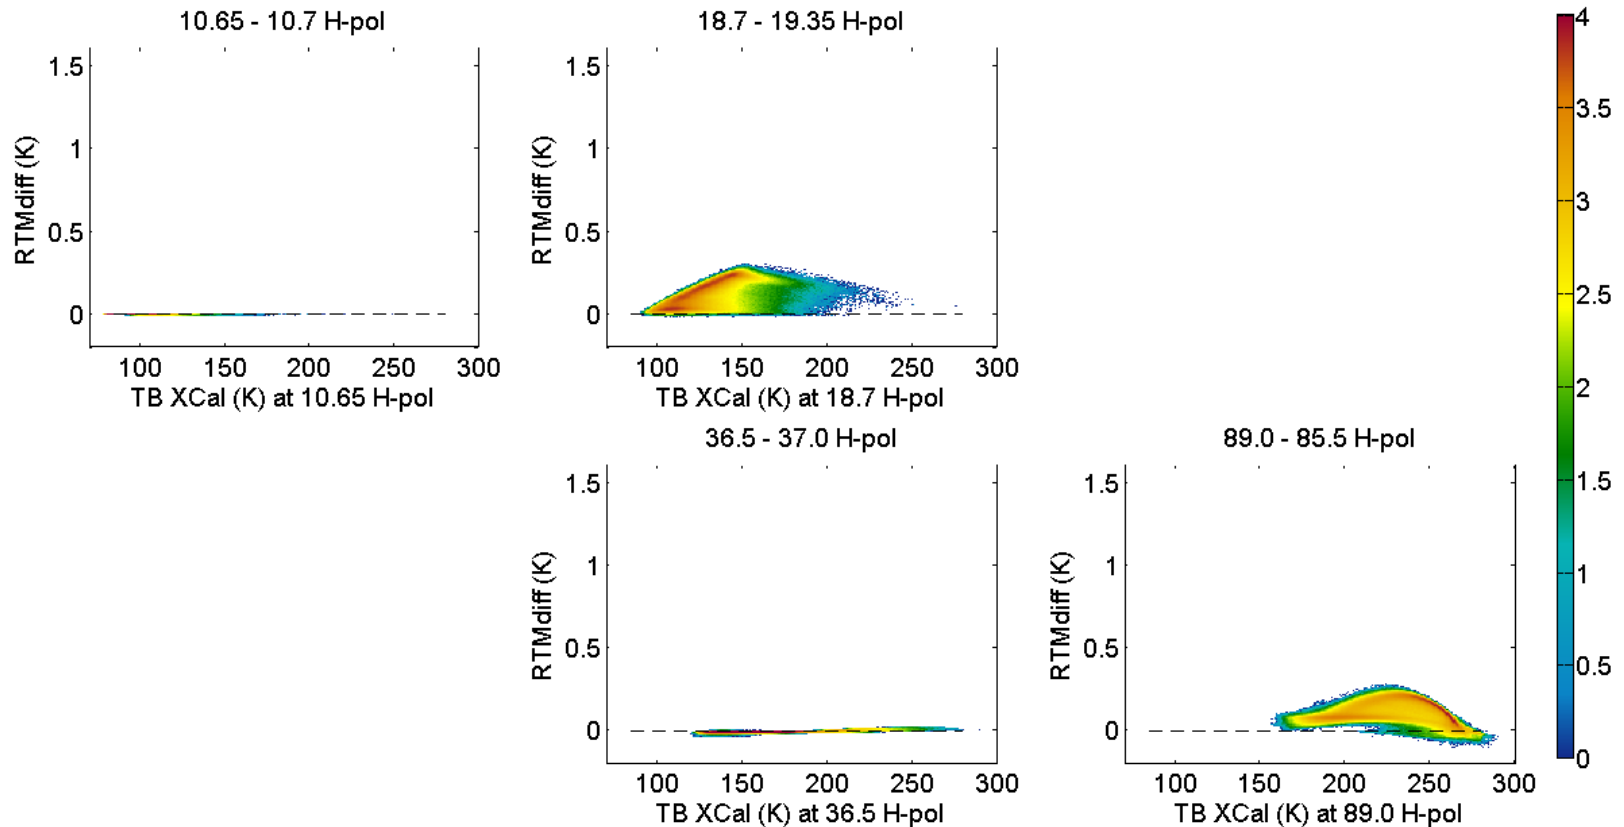 10.65 - 10.7 H-pol
1.5
1
0.5
0
RTMdiff (K)
100 150 200 250 300
TB XCal (K) at 10.65 H-pol
18.7 - 19.35 H-pol
1.5
1
0.5
0
RTMdiff (K)
100 150 200 250 300
TB XCal (K) at 18.7 H-pol
36.5 - 37.0 H-pol
1.5
1
0.5
0
RTMdiff (K)
100 150 200 250 300
TB XCal (K) at 36.5 H-pol
89.0 - 85.5 H-pol
1.5
1
0.5
0
RTMdiff (K)
100 150 200 250 300
TB XCal (K) at 89.0 H-pol
4
3.5
3
2.5
2
1.5
1
0.5
0